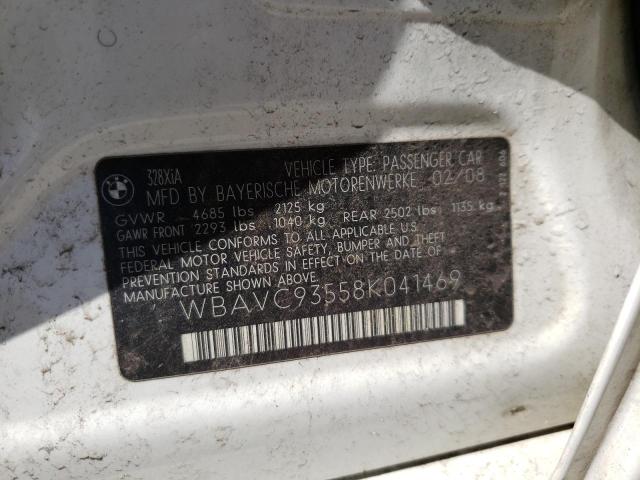 BMW
328XiA
VEHICLE TYPE: PASSENGER CAR
MFD BY BAYERISCHE MOTORENWERKE 02/08
GVWR - 4685 lbs 2125 kg
GAWR FRONT 2293 lbs 1040 kg REAR 2502 lbs 1135 kg
THIS VEHICLE CONFORMS TO ALL APPLICABLE
FEDERAL MOTOR VEHICLE SAFETY, BUMPER AND THEFT
PREVENTION STANDARDS IN EFFECT ON THE DATE OF
MANUFACTURE SHOWN ABOVE.
WBAVC93558K041469